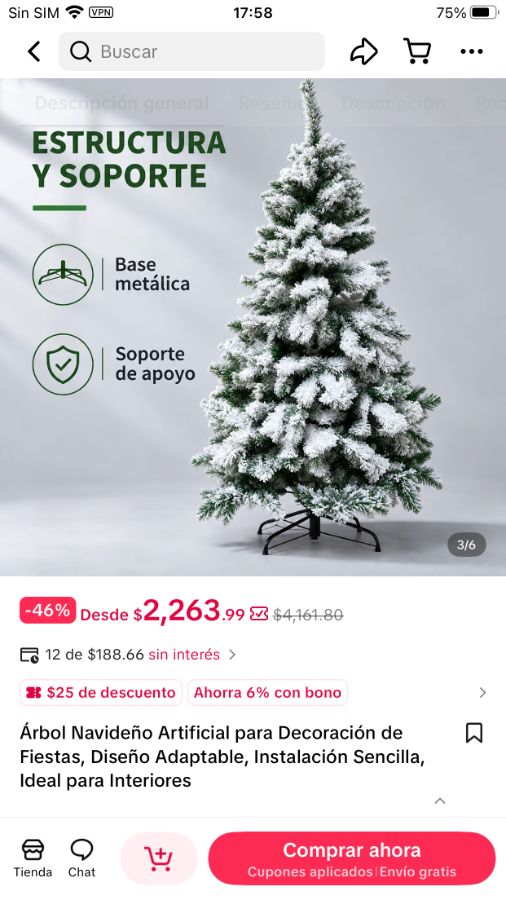 Sin SIM VPN 17:58 75%
Buscar
Descripción general Reseñas Descripción
ESTRUCTURA
Y SOPORTE
Base
metálica
Soporte
de apoyo
3/6
-46% Desde $2,263.99 $4,161.80
12 de $188.66 sin interés
$25 de descuento Ahorra 6% con bono
Árbol Navideño Artificial para Decoración de
Fiestas, Diseño Adaptable, Instalación Sencilla,
Ideal para Interiores
Comprar ahora
Tienda Chat Cupones aplicados | Envío gratis